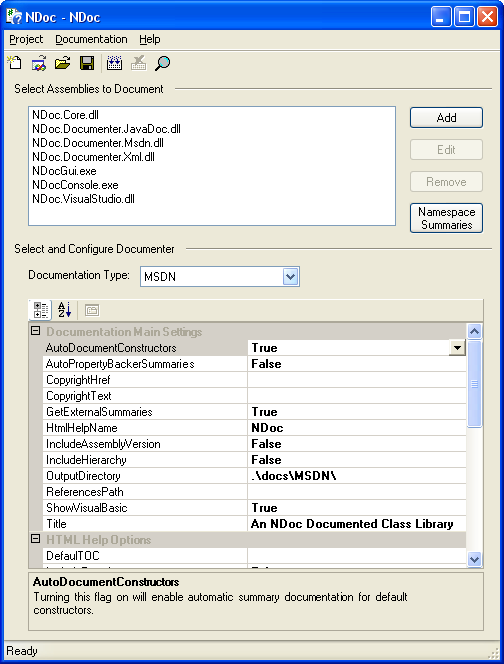 NDoc - NDoc
Project Documentation Help
Select Assemblies to Document
NDoc.Core.dll
NDoc.Documenter.JavaDoc.dll
NDoc.Documenter.Msdn.dll
NDoc.Documenter.Xml.dll
NDocGui.exe
NDocConsole.exe
NDoc.VisualStudio.dll
Add
Edit
Remove
Namespace
Summaries
Select and Configure Documenter
Documentation Type: MSDN
Documentation Main Settings
AutoDocumentConstructors True
AutoPropertyBackerSummaries False
CopyrightHref
CopyrightText
GetExternalSummaries True
HtmlHelpName NDoc
IncludeAssemblyVersion False
IncludeHierarchy False
OutputDirectory .\docs\MSDN\
ReferencesPath
ShowVisualBasic True
Title An NDoc Documented Class Library
HTML Help Options
DefaulTOC
AutoDocumentConstructors
Turning this flag on will enable automatic summary documentation for default
constructors.
Ready